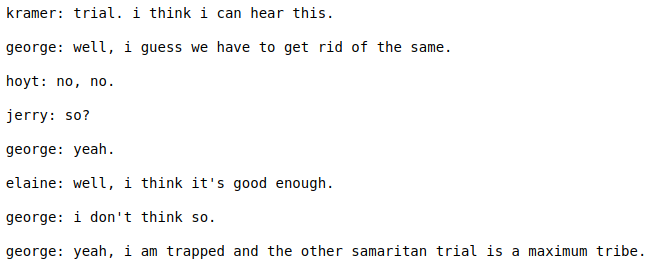 kramer: trial. i think i can hear this.
george: well, i guess we have to get rid of the same.
hoyt: no, no.
jerry: so?
george: yeah.
elaine: well, i think it's good enough.
george: i don't think so.
george: yeah, i am trapped and the other samaritan trial is a maximum tribe.